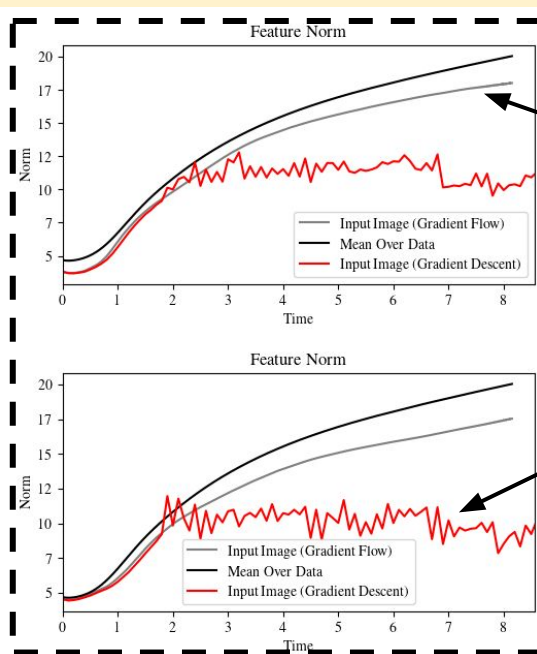 Feature Norm
20
17
15
12
10
7
5
Norm
0
1
2
3
4
5
6
7
8
Time
Input Image (Gradient Flow)
Mean Over Data
Input Image (Gradient Descent)
Feature Norm
20
17
15
12
10
7
5
Norm
0
1
2
3
4
5
6
7
8
Time
Input Image (Gradient Flow)
Mean Over Data
Input Image (Gradient Descent)